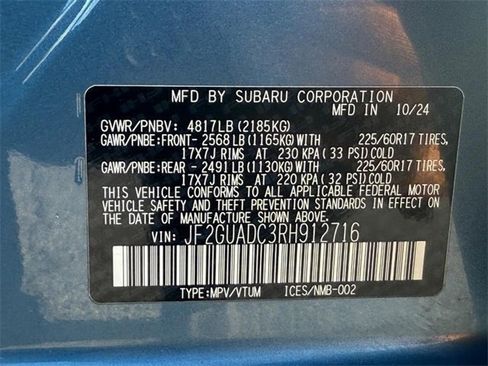 MFD BY SUBARU CORPORATION
MFD IN 10/24
GVWR/PNBV: 4817LB (2185KG)
GAWR/PNBE:FRONT- 2568LB (1165KG)WITH 225/60R17 TIRES,
17X7J RIMS AT 230 KPA (33 PSI)COLD
GAWR/PNBE:REAR - 2491LB (1130KG)WITH 225/60R17 TIRES,
17X7J RIMS AT 220 KPA (32 PSI)COLD
THIS VEHICLE CONFORMS TO ALL APPLICABLE FEDERAL MOTOR
VEHICLE SAFETY AND THEFT PREVENTION STANDARDS IN EFFECT ON
THE DATE OF MANUFACTURE SHOWN ABOVE.
VIN: JF2GUADC3RH912716
TYPE:MPV/VTUM ICES/NMB-002